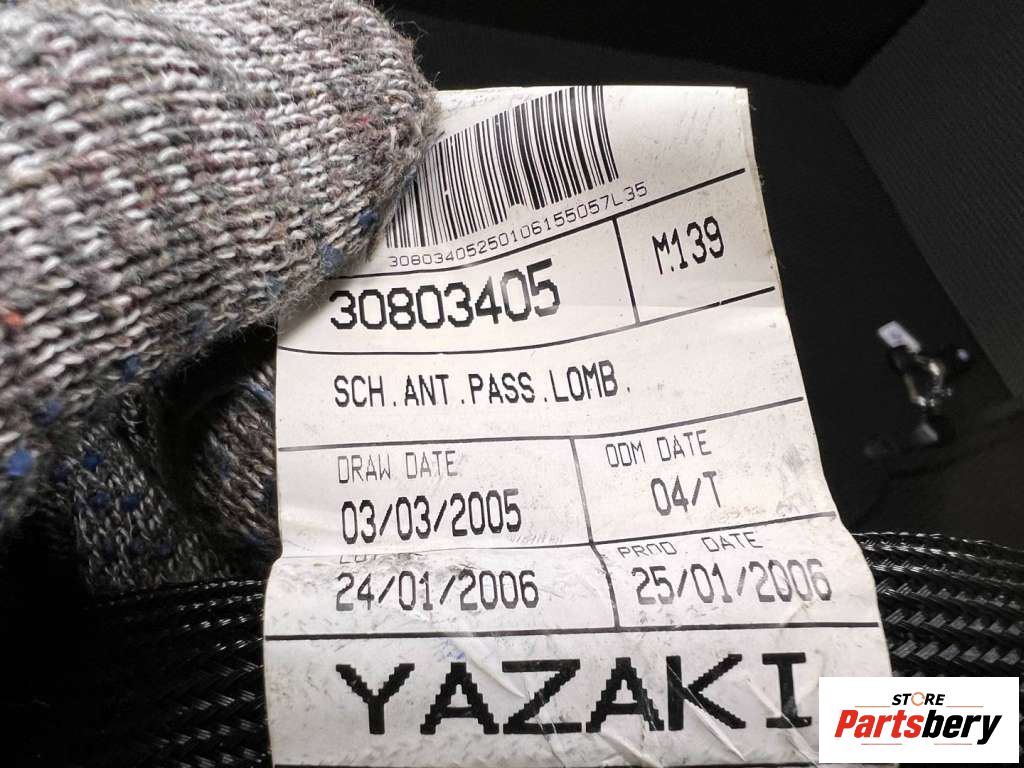 30803405250106155057L35
30803405
M.139
SCH.ANT.PASS.LOMB.
DRAW DATE
ODM DATE
03/03/2005
04/T
PROD. DATE
24/01/2006
25/01/2006
YAZAKI
STORE
Partsbery